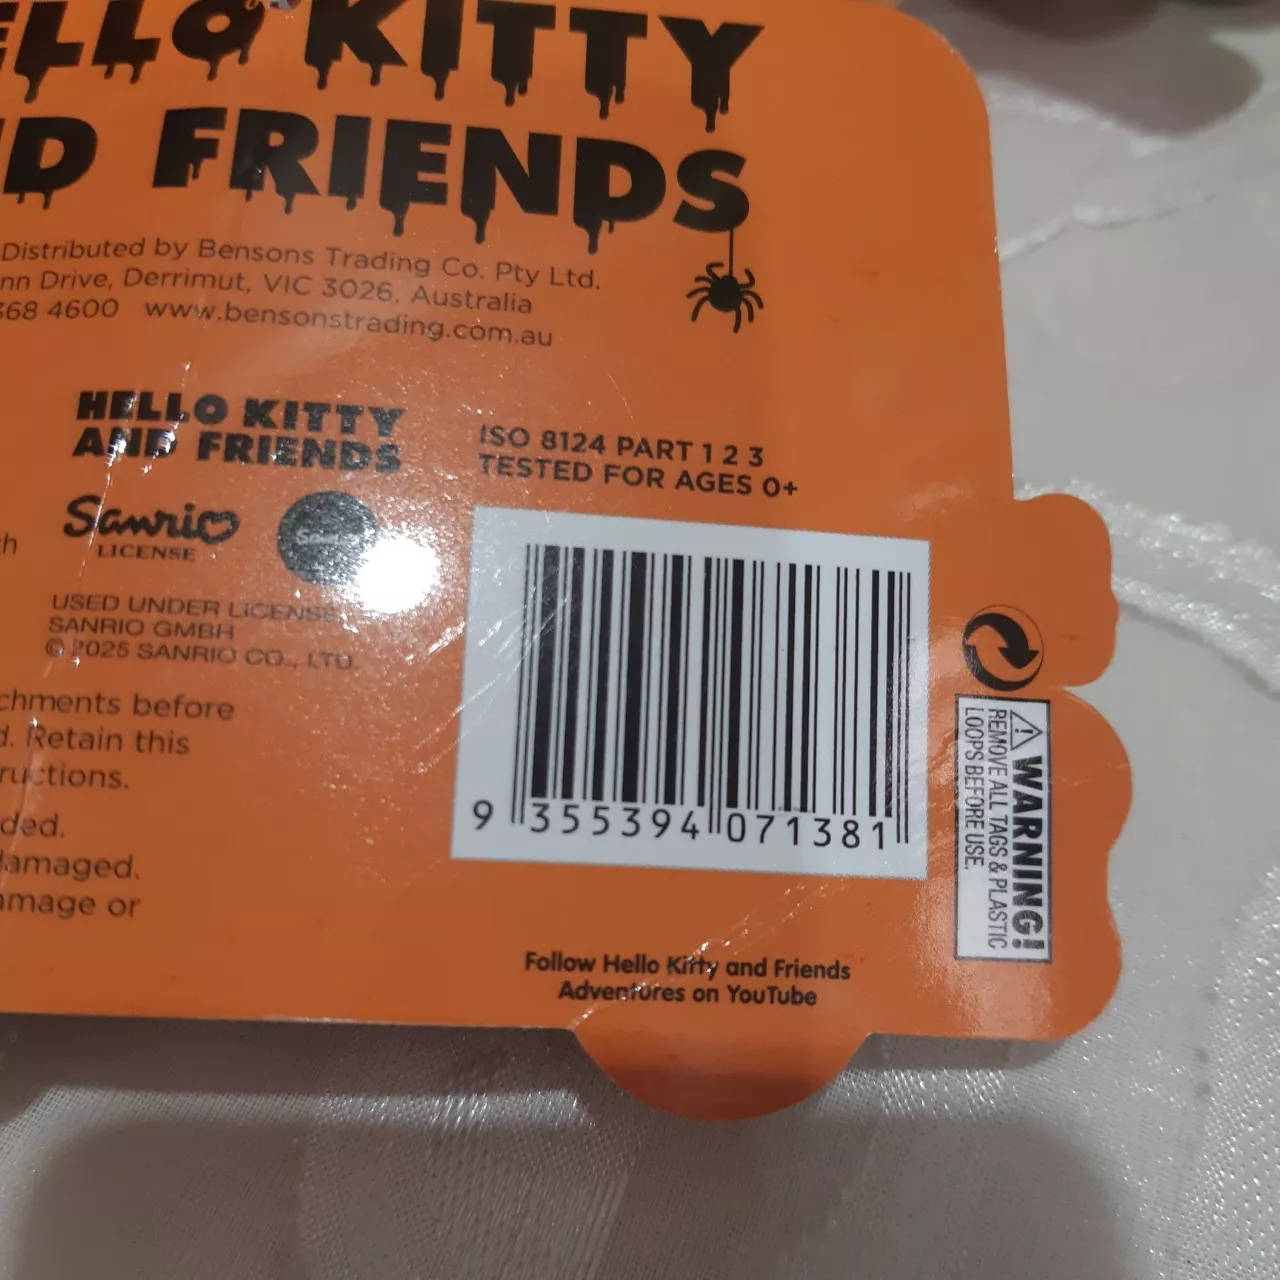 ELLO KITTY
ND FRIENDS
Distributed by Bensons Trading Co. Pty Ltd.
nn Drive, Derrimut, VIC 3026, Australia
368 4600 www.bensonstrading.com.au
HELLO KITTY
AND FRIENDS
ISO 8124 PART 1 2 3
TESTED FOR AGES 0+
Sanrio
LICENSE
th
USED UNDER LICENSE
SANRIO GMBH
© 2025 SANRIO CO., LTD.
chments before
d. Retain this
ructions.
ded.
damaged.
amage or
9 355394 071381
WARNING!
REMOVE ALL TAGS & PLASTIC
LOOPS BEFORE USE.
Follow Hello Kitty and Friends
Adventures on YouTube